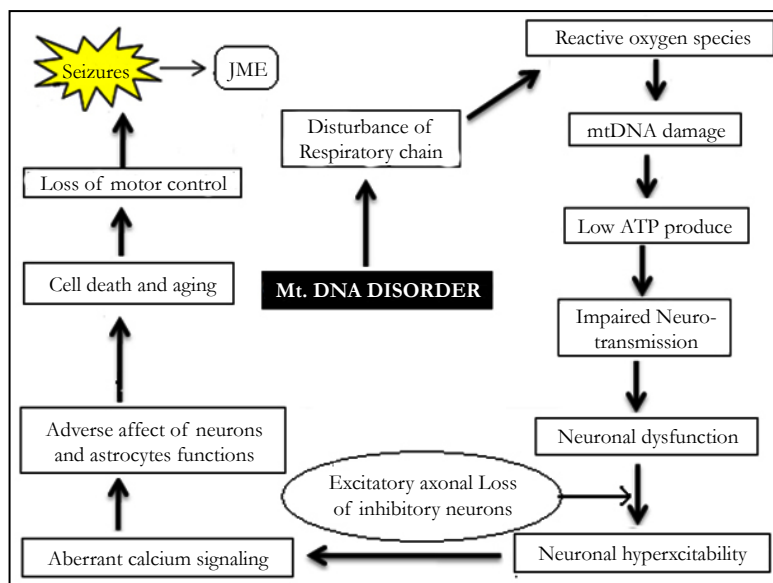 Seizures
JME
Reactive oxygen species
Disturbance of
Respiratory chain
mtDNA damage
Loss of motor control
Low ATP produce
Cell death and aging
Mt. DNA DISORDER
Impaired Neuro-
transmission
Adverse affect of neurons
and astrocytes functions
Neuronal dysfunction
Excitatory axonal Loss
of inhibitory neurons
Aberrant calcium signaling
Neuronal hyperxcitability